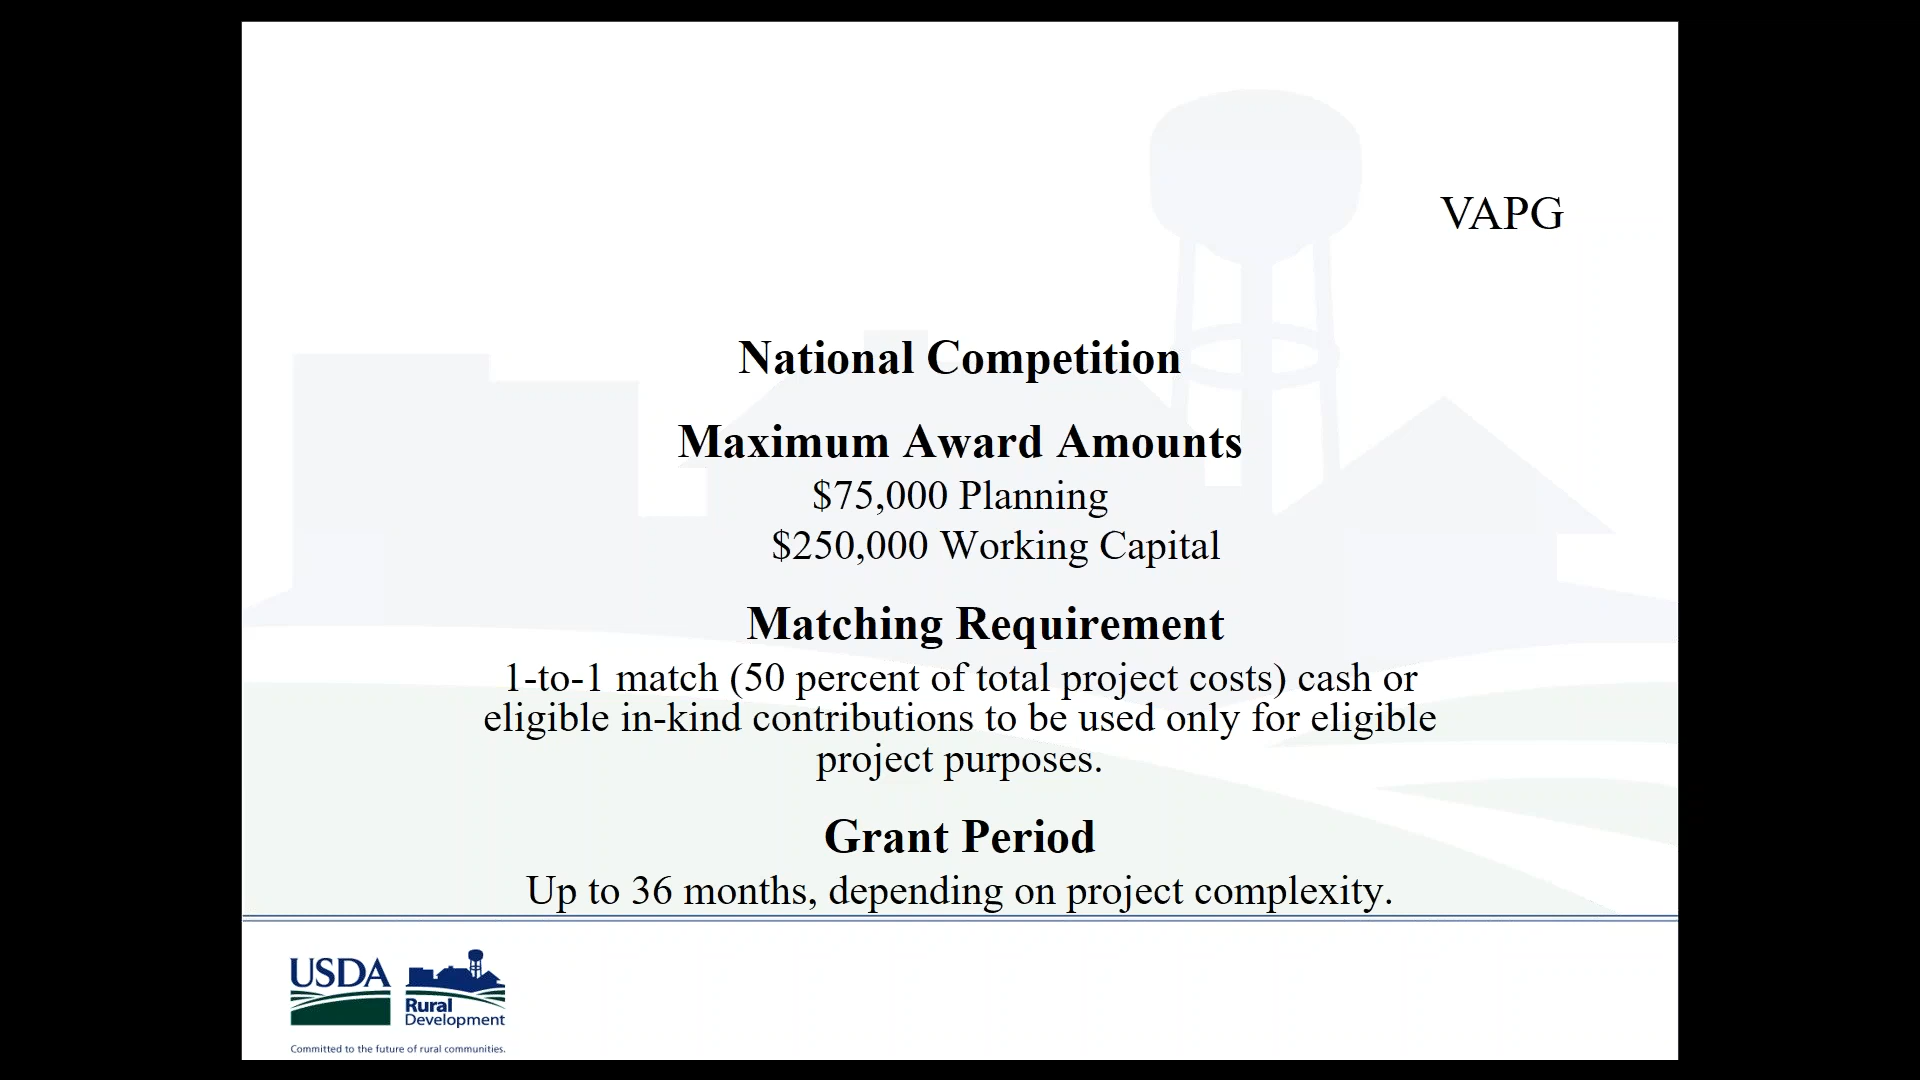 VAPG
National Competition
Maximum Award Amounts
$75,000 Planning
$250,000 Working Capital
Matching Requirement
1-to-1 match (50 percent of total project costs) cash or
eligible in-kind contributions to be used only for eligible
project purposes.
Grant Period
Up to 36 months, depending on project complexity.
USDA
Rural
Development
Committed to the future of rural communities.